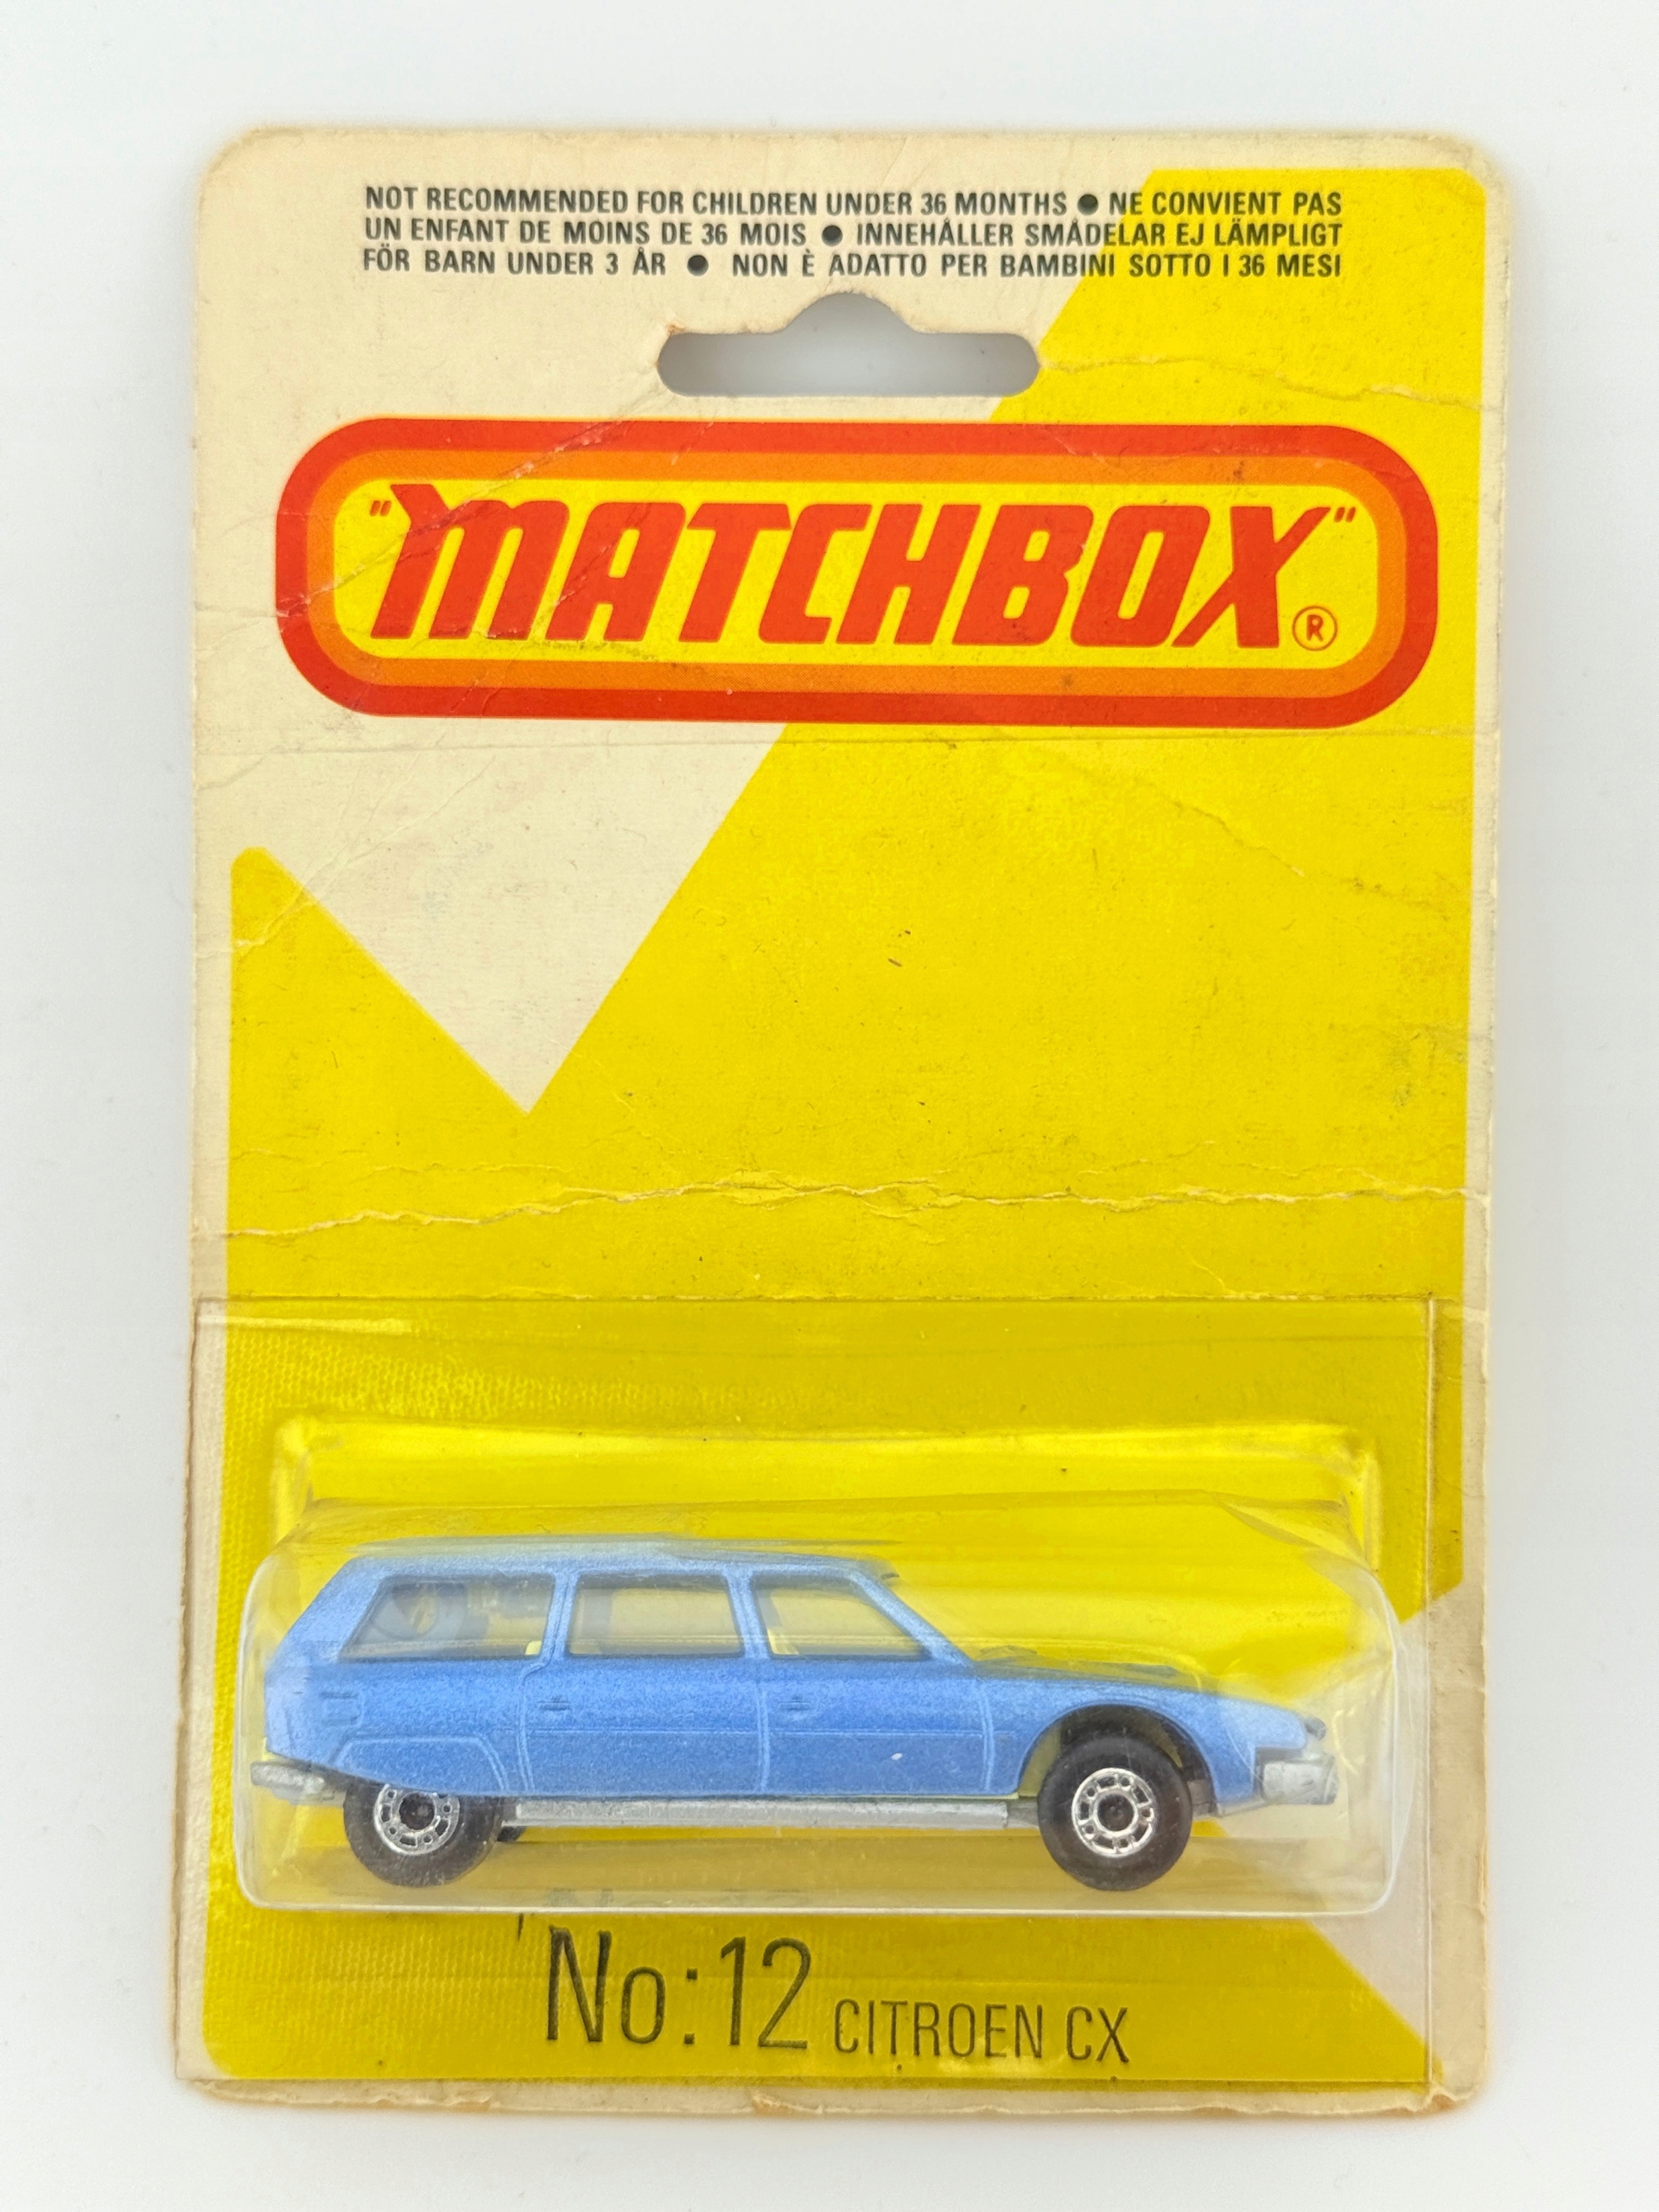 NOT RECOMMENDED FOR CHILDREN UNDER 36 MONTHS ● NE CONVIENT PAS
UN ENFANT DE MOINS DE 36 MOIS ● INNEHÅLLER SMÅDELAR EJ LÄMPLIGT
FÖR BARN UNDER 3 ÅR ● NON È ADATTO PER BAMBINI SOTTO I 36 MESI
"MATCHBOX"®
No:12 CITROEN CX